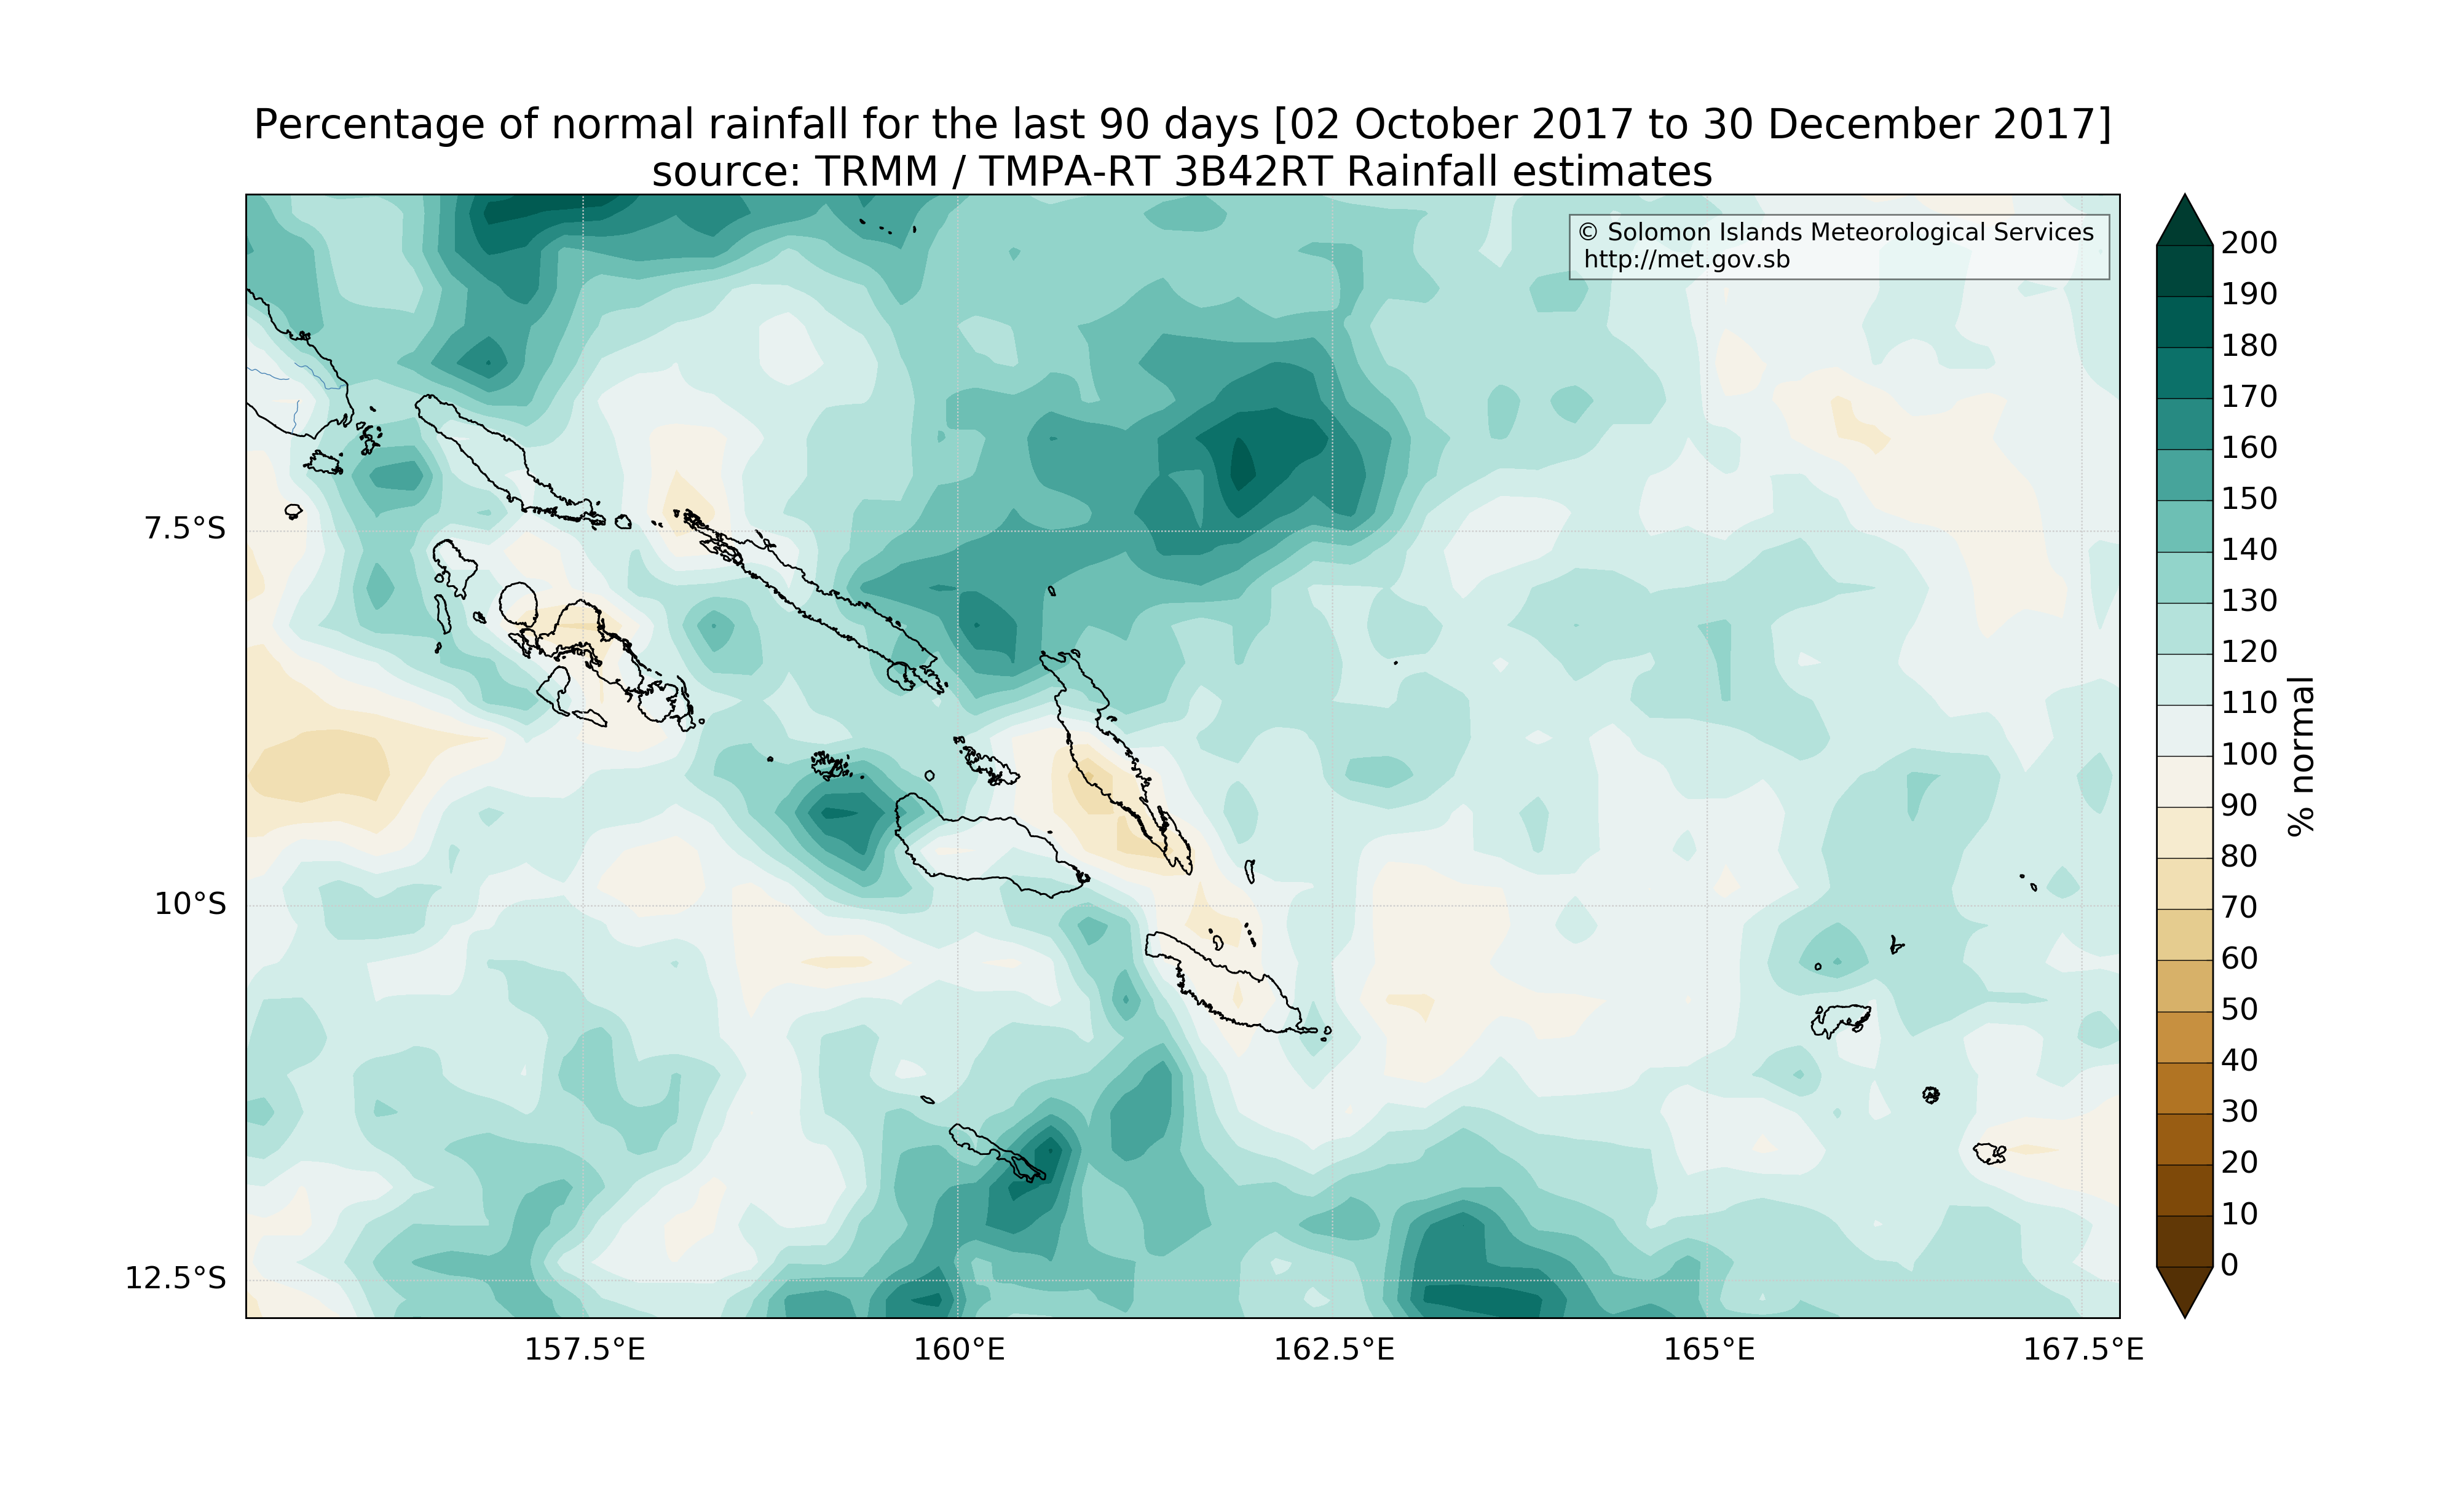 Percentage of normal rainfall for the last 90 days [02 October 2017 to 30 December 2017]
source: TRMM / TMPA-RT 3B42RT Rainfall estimates
© Solomon Islands Meteorological Services
http://met.gov.sb
7.5°S
10°S
12.5°S
157.5°E
160°E
162.5°E
165°E
167.5°E
200
190
180
170
160
150
140
130
120
110
100
90
80
70
60
50
40
30
20
10
0
% normal